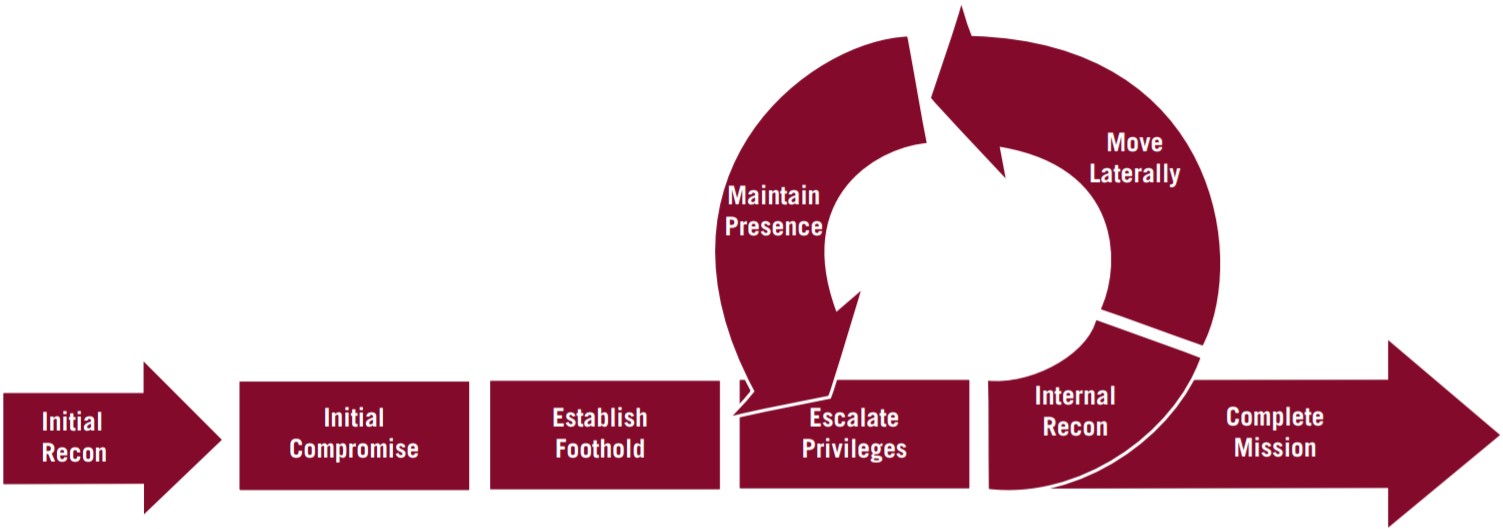 Initial
Recon
Initial
Compromise
Establish
Foothold
Escalate
Privileges
Internal
Recon
Move
Laterally
Maintain
Presence
Complete
Mission